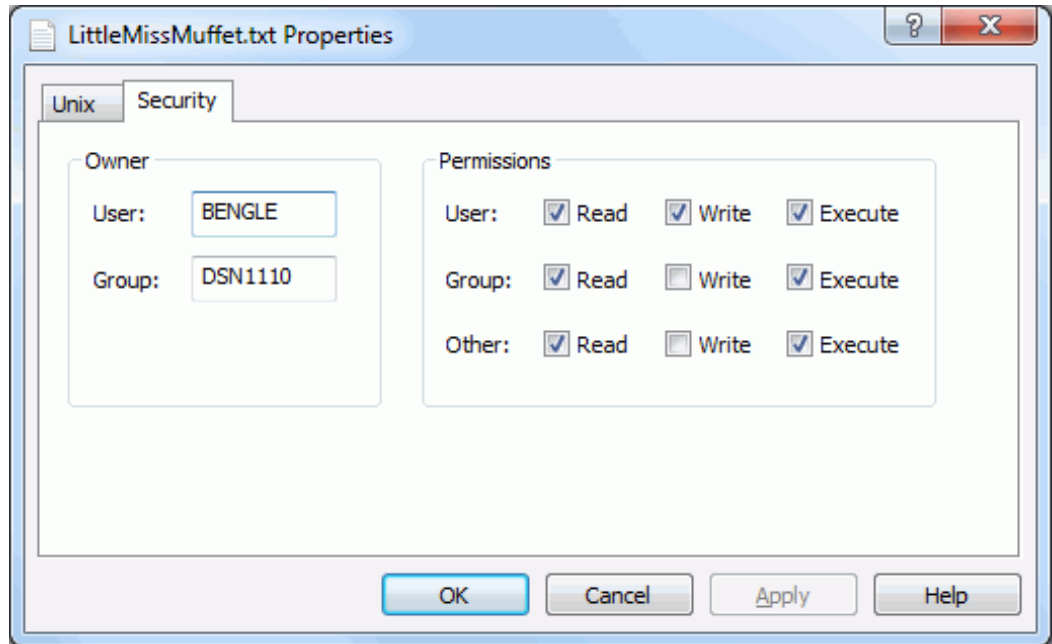 LittleMissMuffet.txt Properties
Unix Security
Owner
User: BENGLE
Group: DSN1110
Permissions
User: Read Write Execute
Group: Read Write Execute
Other: Read Write Execute
OK Cancel Apply Help